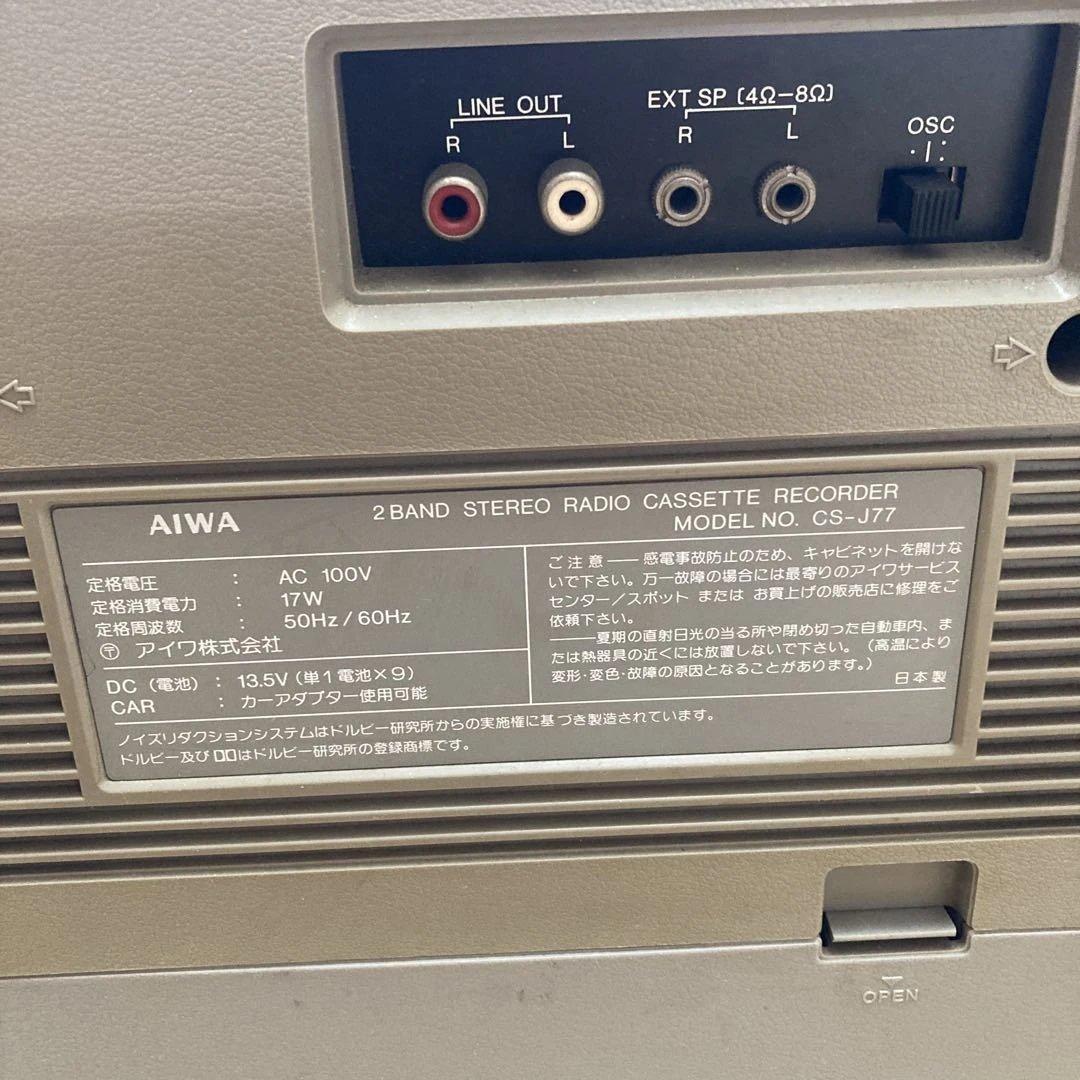 LINE OUT
R L
EXT SP (4Ω–8Ω)
R L
OSC
AIWA
2 BAND STEREO RADIO CASSETTE RECORDER
MODEL NO. CS-J77
定格電圧 : AC 100V
定格消費電力 : 17W
定格周波数 : 50Hz / 60Hz
〒 アイワ株式会社
DC (電池) : 13.5V (単1電池×9)
CAR : カーアダプター使用可能
ご注意――感電事故防止のため、キャビネットを開けな
いで下さい。万一故障の場合には最寄りのアイワサービス
センター/スポット または お買上げの販売店に修理をご
依頼下さい。
――夏期の直射日光の当る所や閉め切った自動車内、ま
たは熱器具の近くには放置しないで下さい。(高温により
変形・変色・故障の原因となることがあります。)
日本製
ノイズリダクションシステムはドルビー研究所からの実施権に基づき製造されています。
ドルビー及び DDはドルビー研究所の登録商標です。
OPEN